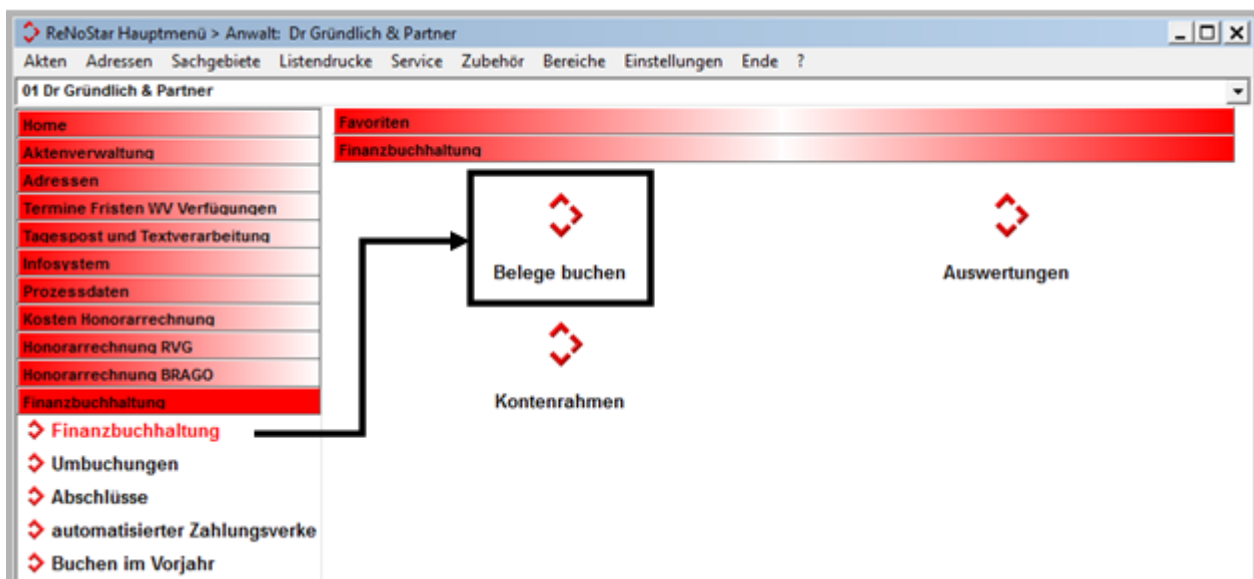 ReNoStar Hauptmenü > Anwalt: Dr Gründlich & Partner
Akten Adressen Sachgebiete Listendrucke Service Zubehör Bereiche Einstellungen Ende ?
01 Dr Gründlich & Partner
Home
Aktenverwaltung
Adressen
Termine Fristen WV Verfügungen
Tagespost und Textverarbeitung
Infosystem
Prozessdaten
Kosten Honorarrechnung
Honorarrechnung RVG
Honorarrechnung BRAGO
Finanzbuchhaltung
Finanzbuchhaltung
Umbuchungen
Abschlüsse
automatisierter Zahlungsverke
Buchen im Vorjahr
Favoriten
Finanzbuchhaltung
Belege buchen
Auswertungen
Kontenrahmen